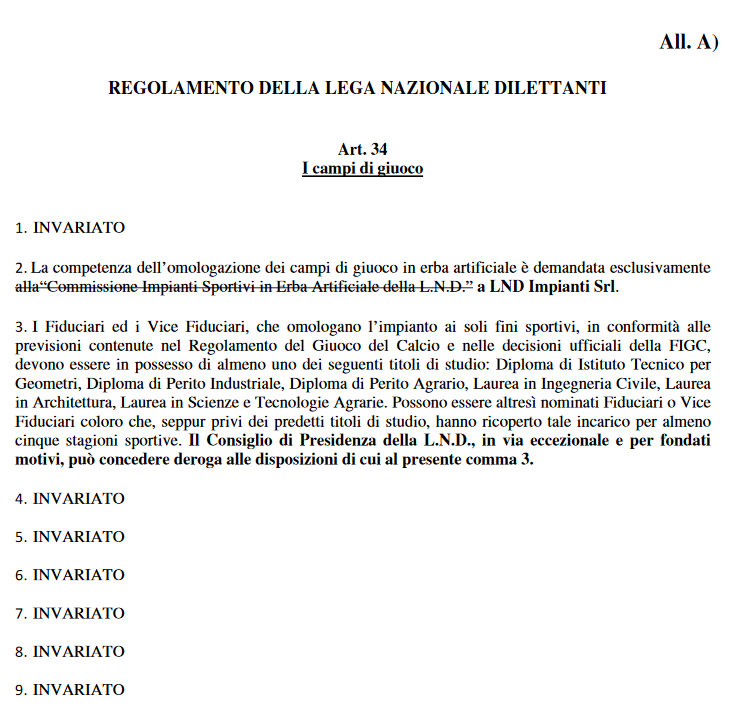 All. A)
REGOLAMENTO DELLA LEGA NAZIONALE DILETTANTI
Art. 34
I campi di giuoco
1. INVARIATO
2. La competenza dell’omologazione dei campi di giuoco in erba artificiale è demandata esclusivamente
alla“Commissione Impianti Sportivi in Erba Artificiale della L.N.D.” a LND Impianti Srl.
3. I Fiduciari ed i Vice Fiduciari, che omologano l’impianto ai soli fini sportivi, in conformità alle
previsioni contenute nel Regolamento del Giuoco del Calcio e nelle decisioni ufficiali della FIGC,
devono essere in possesso di almeno uno dei seguenti titoli di studio: Diploma di Istituto Tecnico per
Geometri, Diploma di Perito Industriale, Diploma di Perito Agrario, Laurea in Ingegneria Civile, Laurea
in Architettura, Laurea in Scienze e Tecnologie Agrarie. Possono essere altresì nominati Fiduciari o Vice
Fiduciari coloro che, seppur privi dei predetti titoli di studio, hanno ricoperto tale incarico per almeno
cinque stagioni sportive. Il Consiglio di Presidenza della L.N.D., in via eccezionale e per fondati
motivi, può concedere deroga alle disposizioni di cui al presente comma 3.
4. INVARIATO
5. INVARIATO
6. INVARIATO
7. INVARIATO
8. INVARIATO
9. INVARIATO